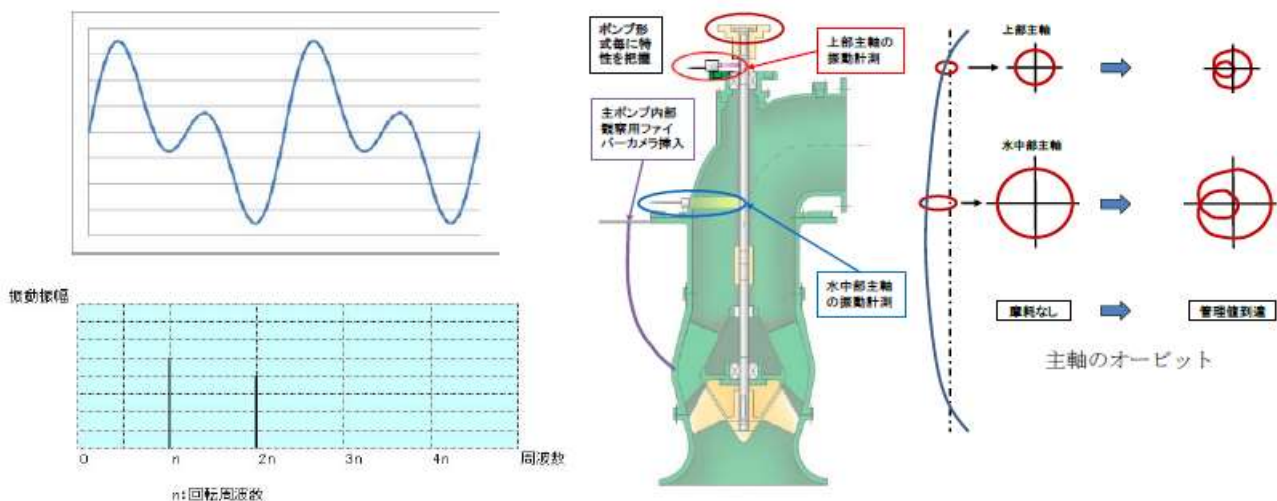 振動振幅
0
n
2n
3n
4n
周波数
n:回転周波数
ポンプ形
式毎に特
性を把握
上部主軸の
振動計測
主ポンプ内部
観察用ファイ
バーカメラ挿入
水中部主軸
の振動計測
上部主軸
水中部主軸
摩耗なし
管理値到達
主軸のオービット